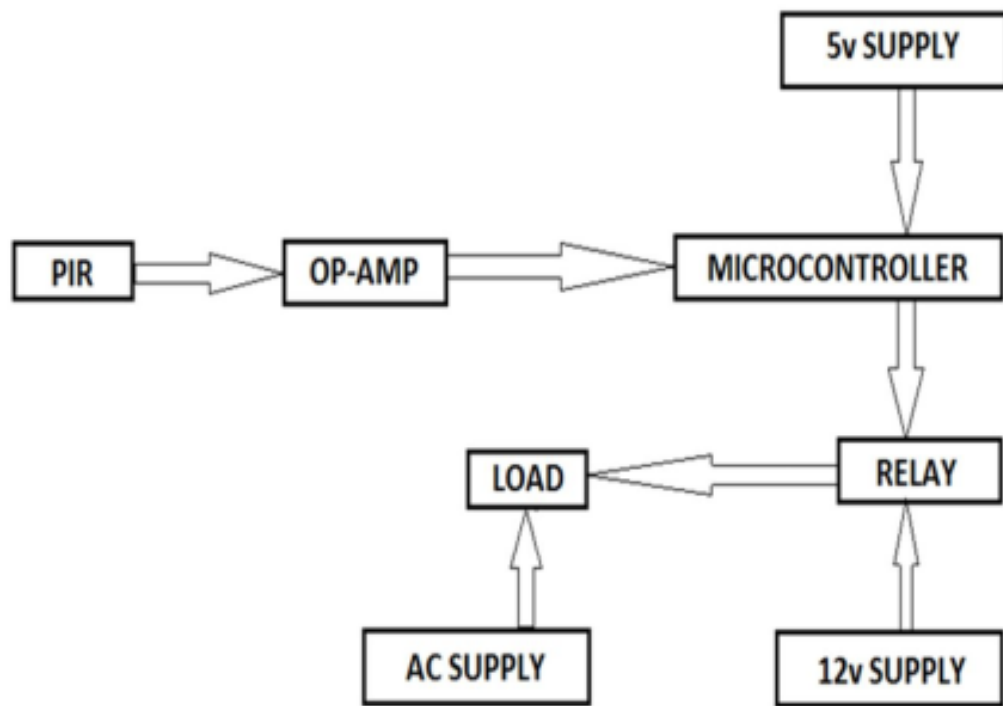 5v SUPPLY
PIR
OP-AMP
MICROCONTROLLER
LOAD
RELAY
AC SUPPLY
12v SUPPLY